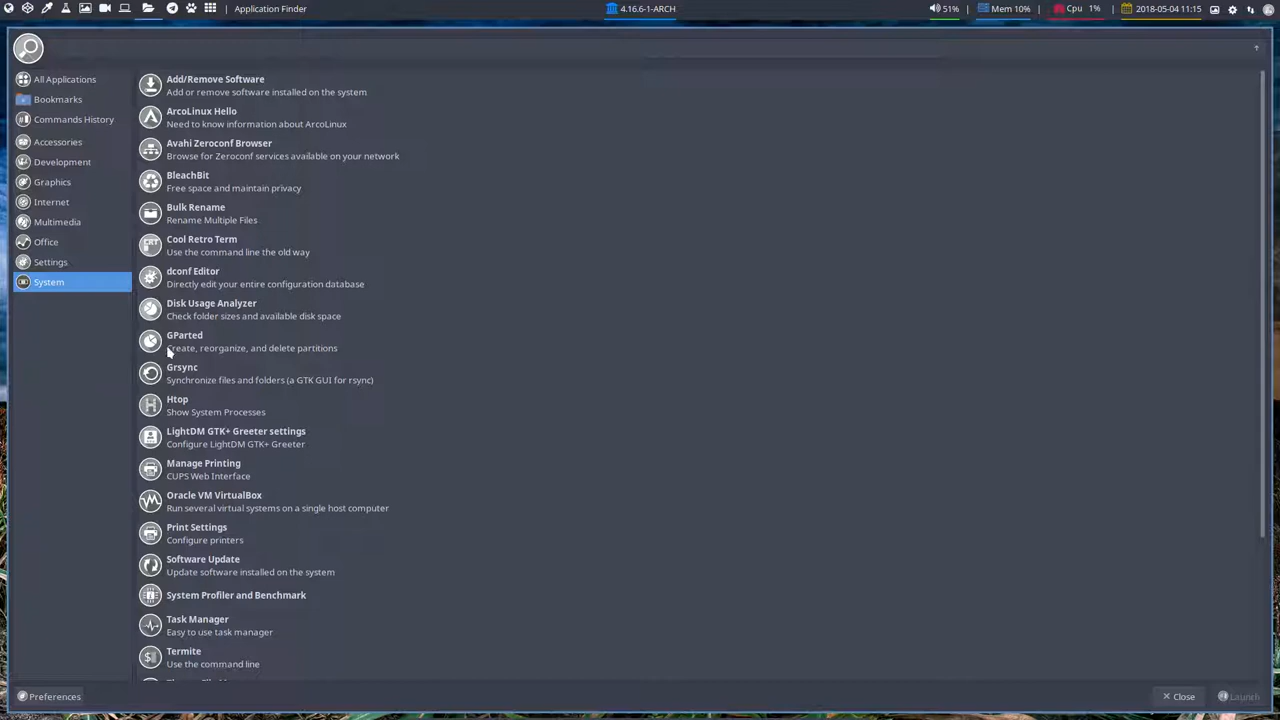 Application Finder
4.16.6-1-ARCH
51%
Mem 10%
Cpu 1%
2018-05-04 11:15
All Applications
Bookmarks
Commands History
Accessories
Development
Graphics
Internet
Multimedia
Office
Settings
System
Add/Remove Software
Add or remove software installed on the system
ArcoLinux Hello
Need to know information about ArcoLinux
Avahi Zeroconf Browser
Browse for Zeroconf services available on your network
BleachBit
Free space and maintain privacy
Bulk Rename
Rename Multiple Files
Cool Retro Term
Use the command line the old way
dconf Editor
Directly edit your entire configuration database
Disk Usage Analyzer
Check folder sizes and available disk space
GParted
Create, reorganize, and delete partitions
Grsync
Synchronize files and folders (a GTK GUI for rsync)
Htop
Show System Processes
LightDM GTK+ Greeter settings
Configure LightDM GTK+ Greeter
Manage Printing
CUPS Web Interface
Oracle VM VirtualBox
Run several virtual systems on a single host computer
Print Settings
Configure printers
Software Update
Update software installed on the system
System Profiler and Benchmark
Task Manager
Easy to use task manager
Termite
Use the command line
Preferences
Close
Launch